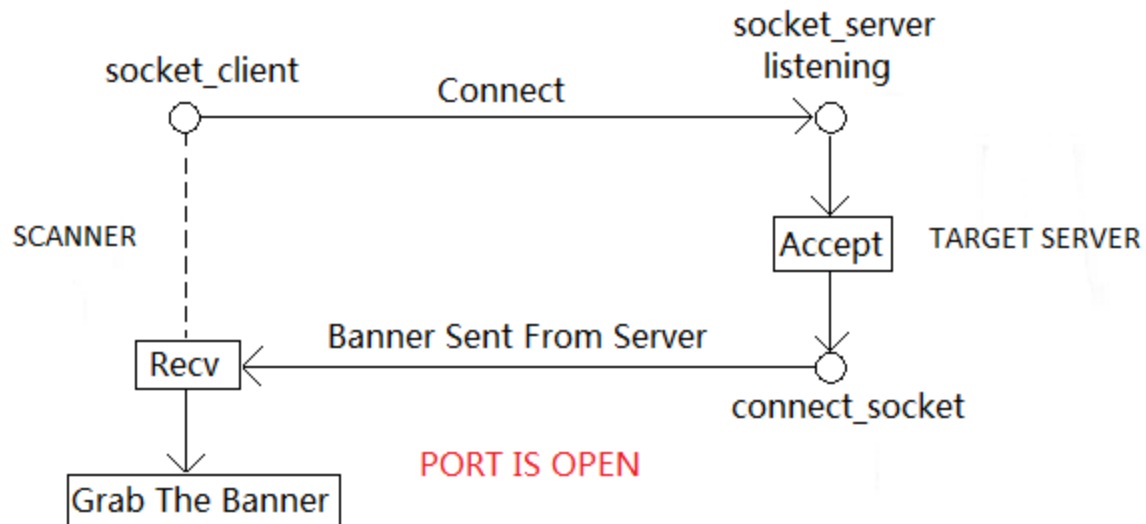 socket_server
listening
socket_client
Connect
SCANNER
Accept
TARGET SERVER
Banner Sent From Server
Recv
connect_socket
PORT IS OPEN
Grab The Banner